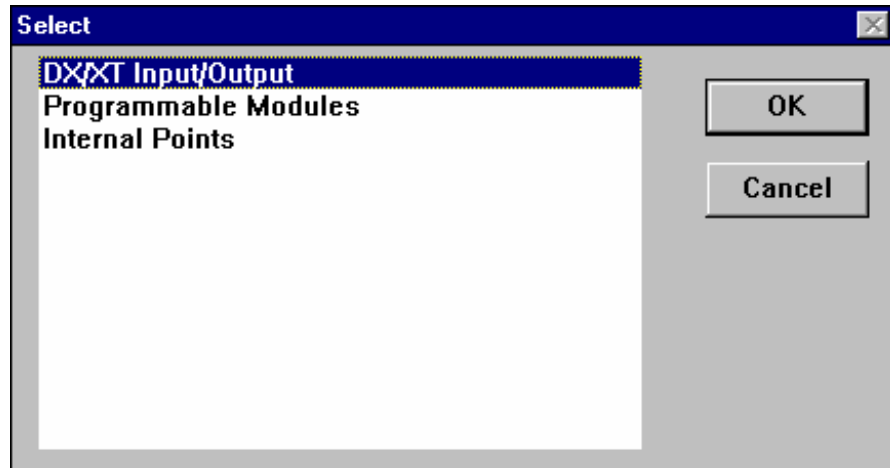 Select
DX/XT Input/Output
Programmable Modules
Internal Points
OK
Cancel